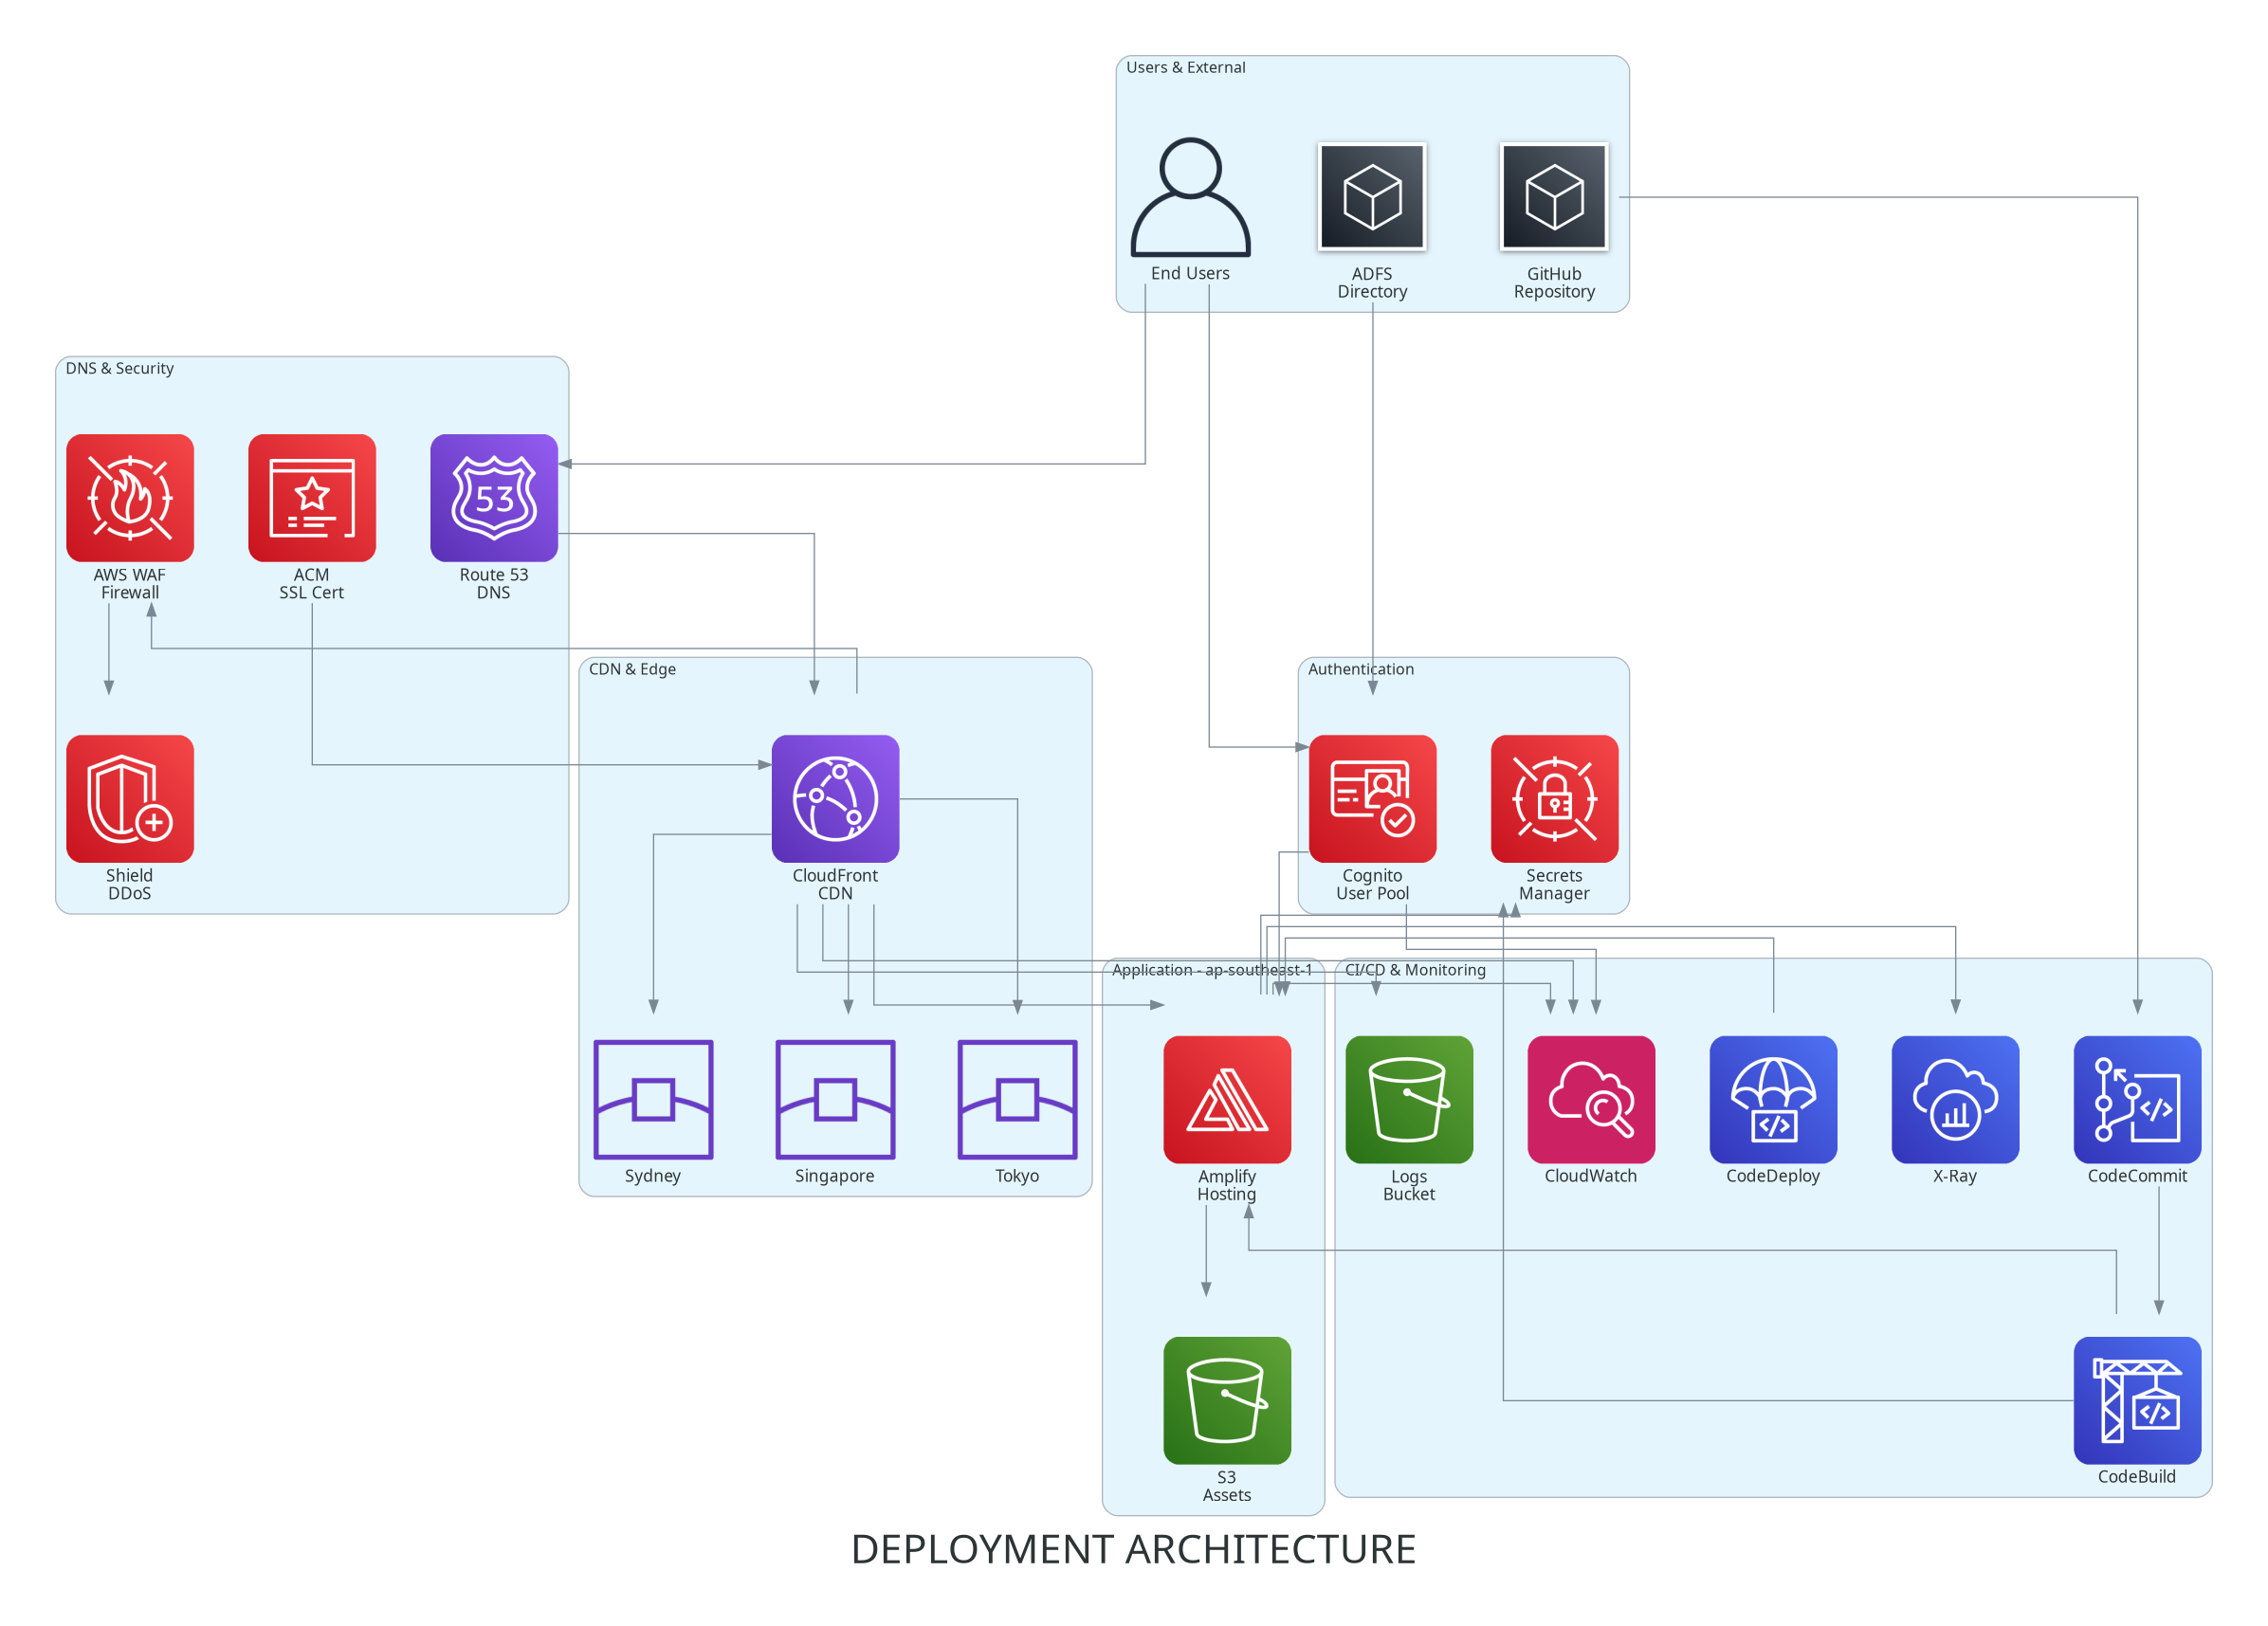 Users & External
End Users
ADFS
Directory
GitHub
Repository
DNS & Security
AWS WAF
Firewall
ACM
SSL Cert
53
Route 53
DNS
Shield
DDoS
CDN & Edge
CloudFront
CDN
Sydney
Singapore
Tokyo
Authentication
Cognito
User Pool
Secrets
Manager
Application - ap-southeast-1
Amplify
Hosting
S3
Assets
CI/CD & Monitoring
Logs
Bucket
CloudWatch
CodeDeploy
X-Ray
CodeCommit
CodeBuild
DEPLOYMENT ARCHITECTURE